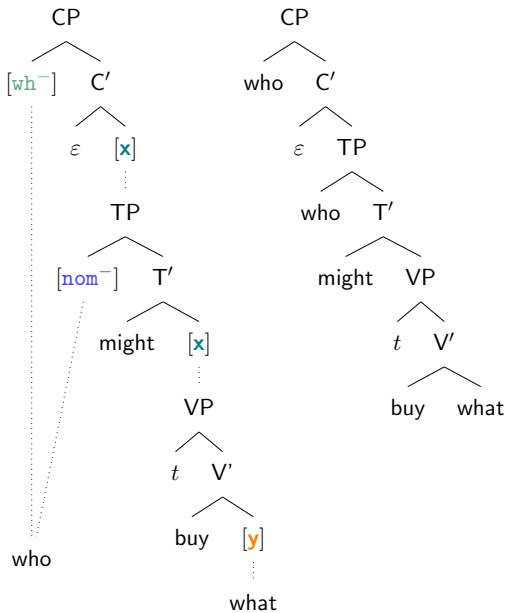 CP CP
[wh⁻] C′ who C′
ε [x] ε TP
TP who T′
[nom⁻] T′ might VP
might [x] t V′
VP buy what
t V'
buy [y]
who
what